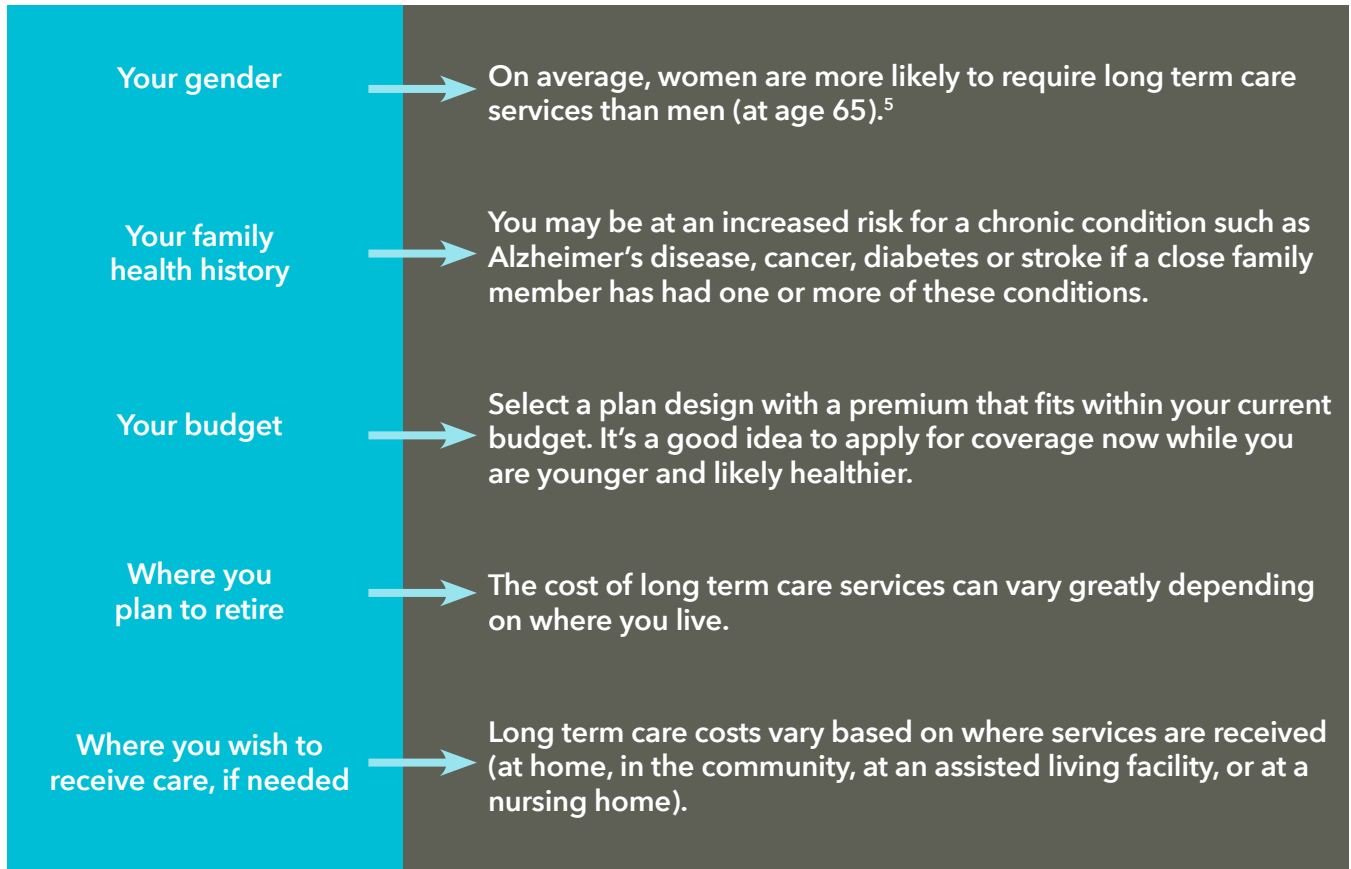 Your gender
On average, women are more likely to require long term care
services than men (at age 65).⁵
Your family
health history
You may be at an increased risk for a chronic condition such as
Alzheimer’s disease, cancer, diabetes or stroke if a close family
member has had one or more of these conditions.
Your budget
Select a plan design with a premium that fits within your current
budget. It’s a good idea to apply for coverage now while you
are younger and likely healthier.
Where you
plan to retire
The cost of long term care services can vary greatly depending
on where you live.
Where you wish to
receive care, if needed
Long term care costs vary based on where services are received
(at home, in the community, at an assisted living facility, or at a
nursing home).